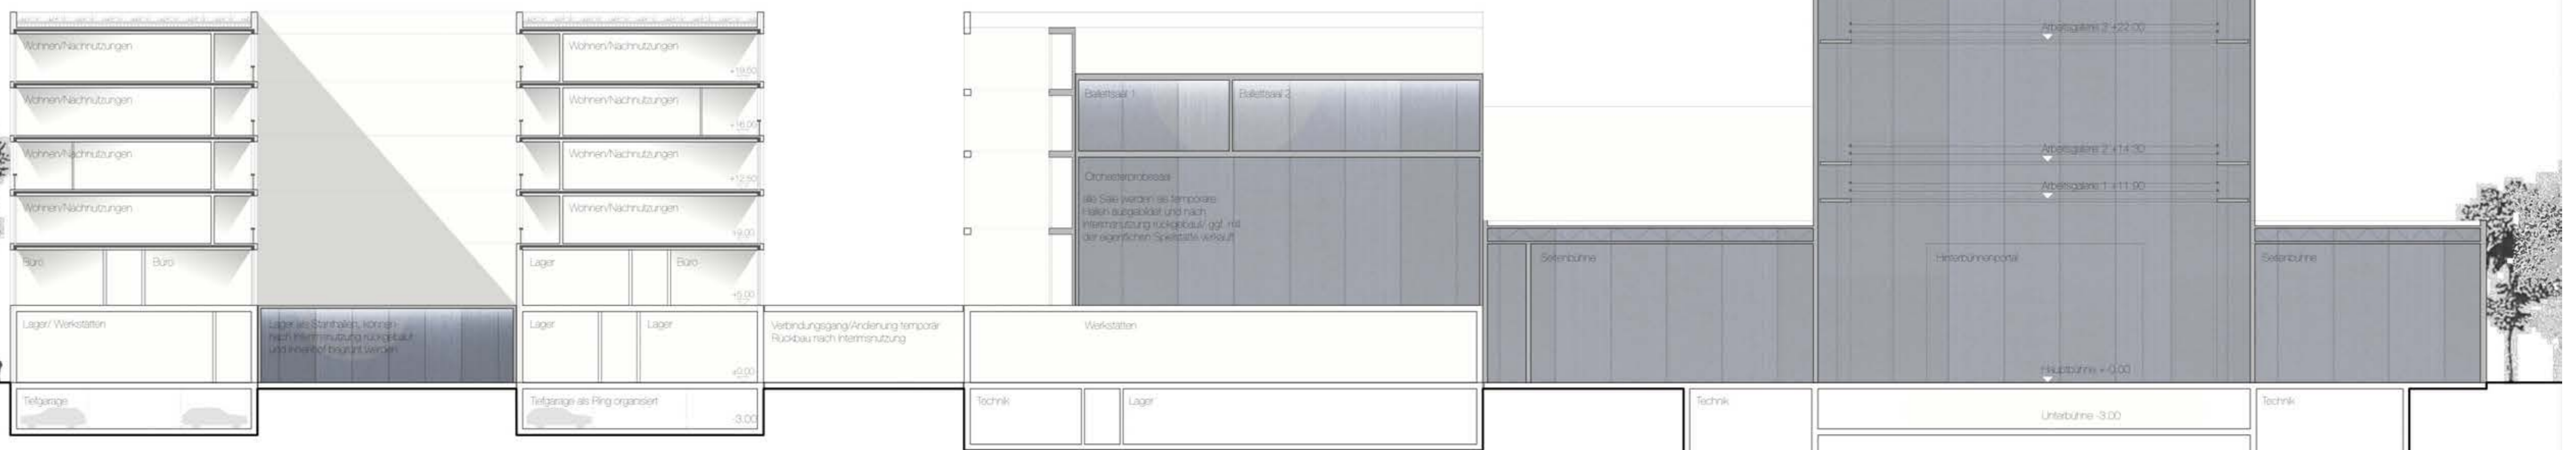 Wohnen/Nachnutzungen
Wohnen/Nachnutzungen
Wohnen/Nachnutzungen
Wohnen/Nachnutzungen
Büro
Büro
Lager/ Werkstätten
Tiefgarage
Lager als Stahlhallen, können
nach Interimsnutzung rückgebaut
und Innenhof begrünt werden
Wohnen/Nachnutzungen
+19.50
Wohnen/Nachnutzungen
+16.00
Wohnen/Nachnutzungen
+12.50
Wohnen/Nachnutzungen
+9.00
Lager
Büro
+5.00
Lager
Lager
±0.00
Tiefgarage als Ring organisiert
-3.00
Verbindungsgang/Andienung temporär
Rückbau nach Interimsnutzung
Ballettsaal 1
Ballettsaal 2
Orchesterprobesaal
alle Säle werden als temporäre
Hallen ausgebildet und nach
Interimsnutzung rückgebaut/ ggf. mit
der eigentlichen Spielstätte verkauft
Werkstätten
Technik
Lager
Seitenbühne
Technik
Arbeitsgalerie 3 +22.00
Arbeitsgalerie 2 +14.30
Arbeitsgalerie 1 +11.90
Hinterbühnenportal
Hauptbühne +-0.00
Unterbühne -3.00
Seitenbühne
Technik